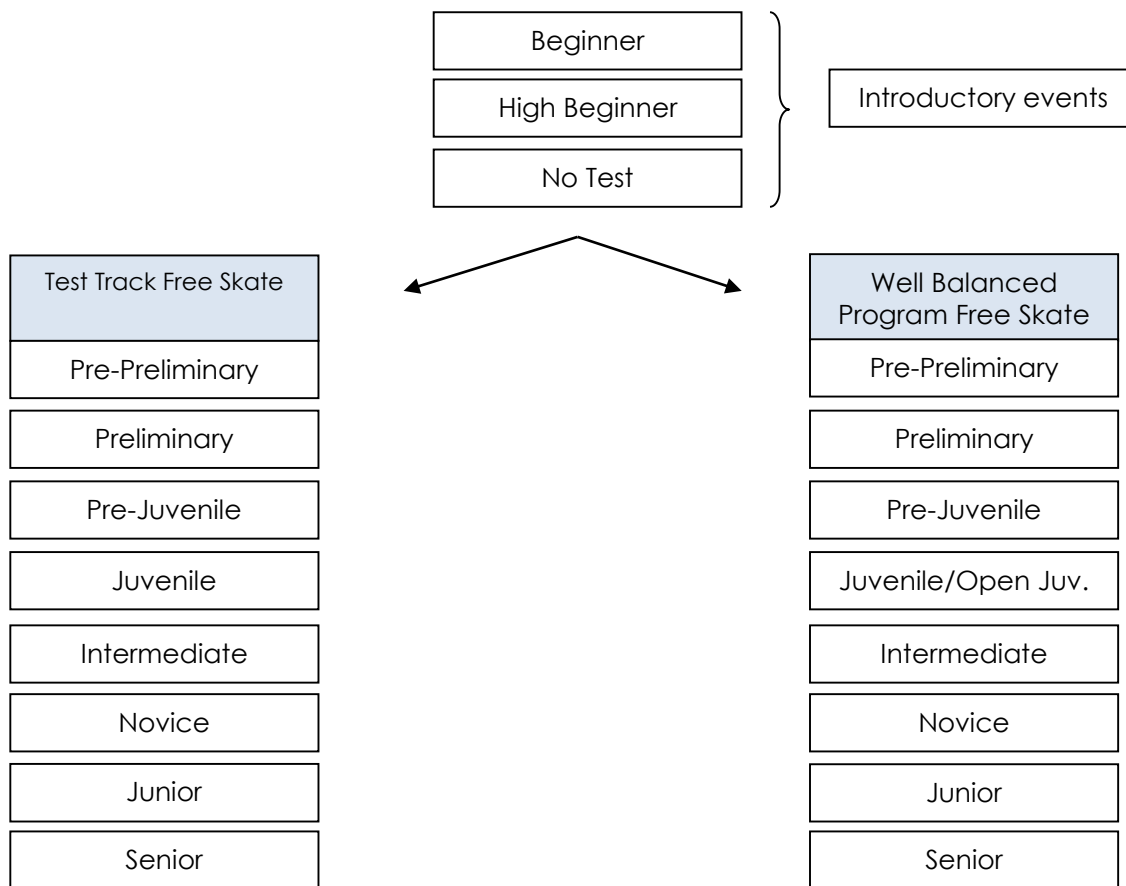 Beginner
High Beginner
No Test
Introductory events
Test Track Free Skate
Pre-Preliminary
Preliminary
Pre-Juvenile
Juvenile
Intermediate
Novice
Junior
Senior
Well Balanced
Program Free Skate
Pre-Preliminary
Preliminary
Pre-Juvenile
Juvenile/Open Juv.
Intermediate
Novice
Junior
Senior